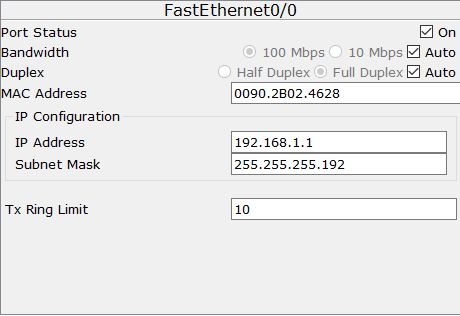 FastEthernet0/0
Port Status On
Bandwidth 100 Mbps 10 Mbps Auto
Duplex Half Duplex Full Duplex Auto
MAC Address 0090.2B02.4628
IP Configuration
IP Address 192.168.1.1
Subnet Mask 255.255.255.192
Tx Ring Limit 10